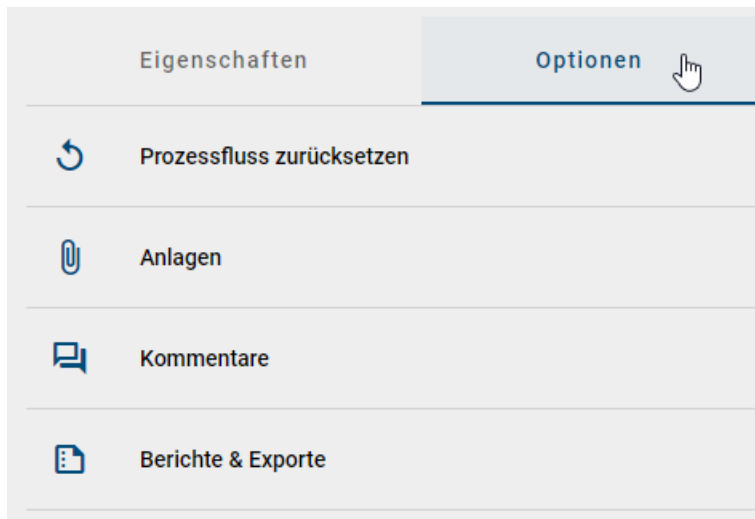 Eigenschaften Optionen
Prozessfluss zurücksetzen
Anlagen
Kommentare
Berichte & Exporte